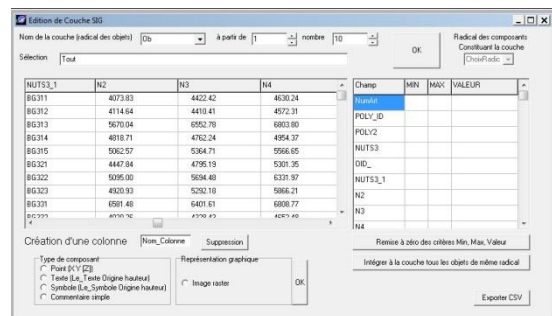 Edition de Couche SIG
Nom de la couche (radical des objets) Ob à partir de 1 nombre 10
OK
Radical des composants
Constituant la couche
ChoixRadic
Sélection Tout
NUTS3_1 N2 N3 N4
BG311 4073.83 4422.42 4630.24
BG312 4114.64 4410.41 4572.31
BG313 5670.04 6552.78 6803.80
BG314 4818.71 4762.24 4954.37
BG315 5062.57 5364.71 5566.65
BG321 4447.84 4795.19 5301.35
BG322 5095.00 5694.48 6331.97
BG323 4920.93 5292.18 5866.21
BG331 6581.48 6401.61 6808.77
Champ MIN MAX VALEUR
NumArt
POLY_ID
POLY2
NUTS3
OID_
NUTS3_1
N2
N3
N4
Création d'une colonne Nom_Colonne Suppression
Type de composant
Point (X Y [Z])
Texte (Le_Texte Origine hauteur)
Symbole (Le_Symbole Origine hauteur)
Commentaire simple
Représentation graphique
Image raster
OK
Remise à zéro des critères Min, Max, Valeur
Intégrer à la couche tous les objets de même radical
Exporter CSV